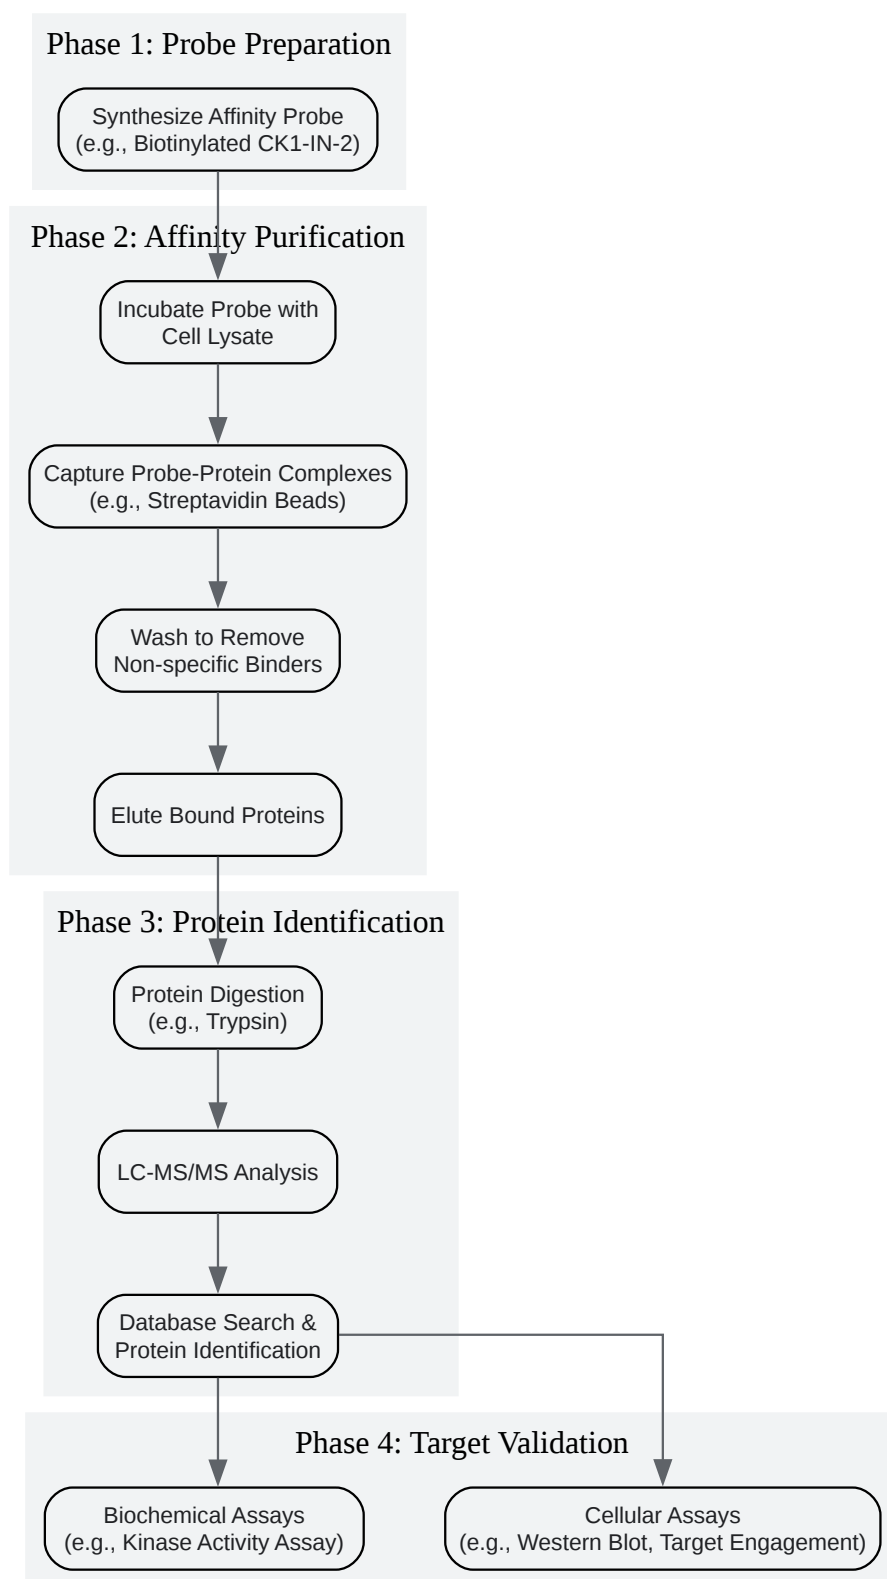 Phase 1: Probe Preparation
Synthesize Affinity Probe
(e.g., Biotinylated CK1-IN-2)
Phase 2: Affinity Purification
Incubate Probe with
Cell Lysate
Capture Probe-Protein Complexes
(e.g., Streptavidin Beads)
Wash to Remove
Non-specific Binders
Elute Bound Proteins
Phase 3: Protein Identification
Protein Digestion
(e.g., Trypsin)
LC-MS/MS Analysis
Database Search &
Protein Identification
Phase 4: Target Validation
Biochemical Assays
(e.g., Kinase Activity Assay)
Cellular Assays
(e.g., Western Blot, Target Engagement)